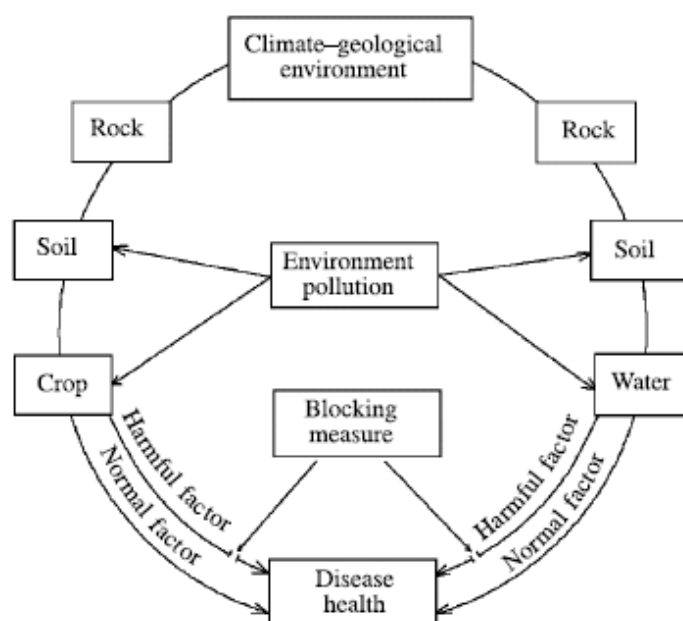 Climate–geological
environment
Rock
Rock
Soil
Environment
pollution
Soil
Crop
Blocking
measure
Water
Harmful factor
Normal factor
Harmful factor
Normal factor
Disease
health